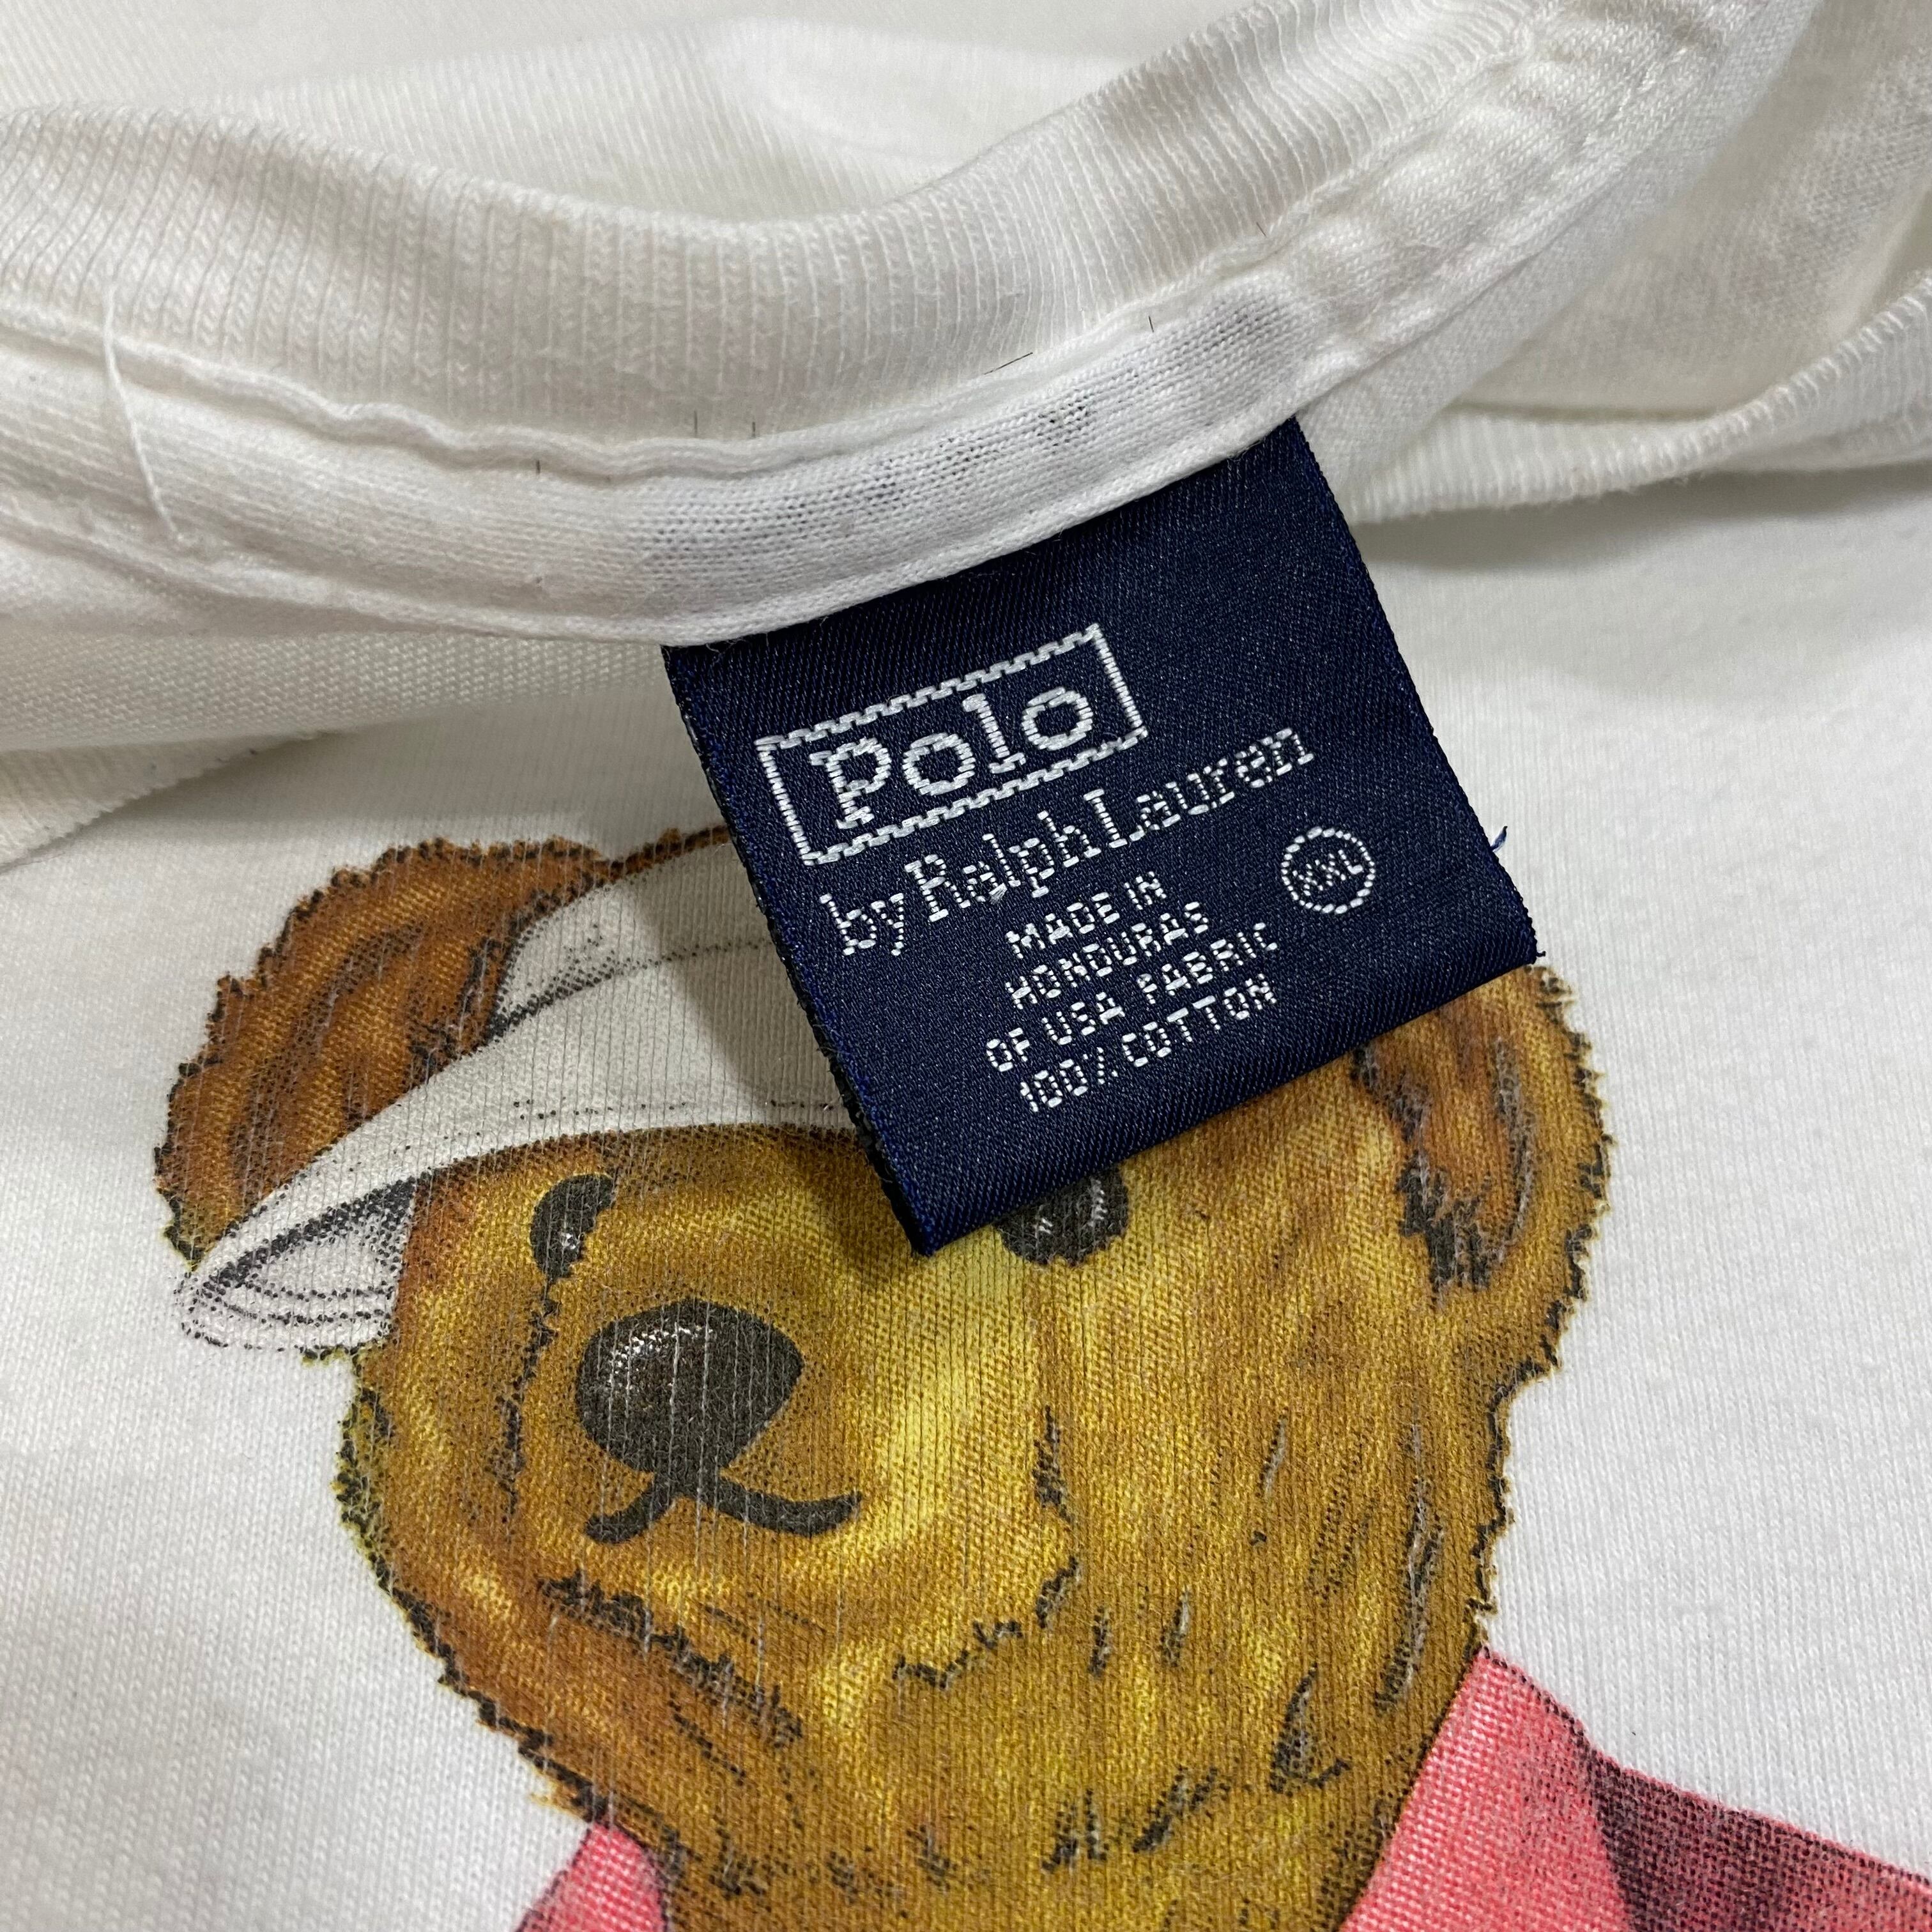 Polo
by Ralph Lauren
XXL
MADE IN
HONDURAS
OF USA FABRIC
100% COTTON